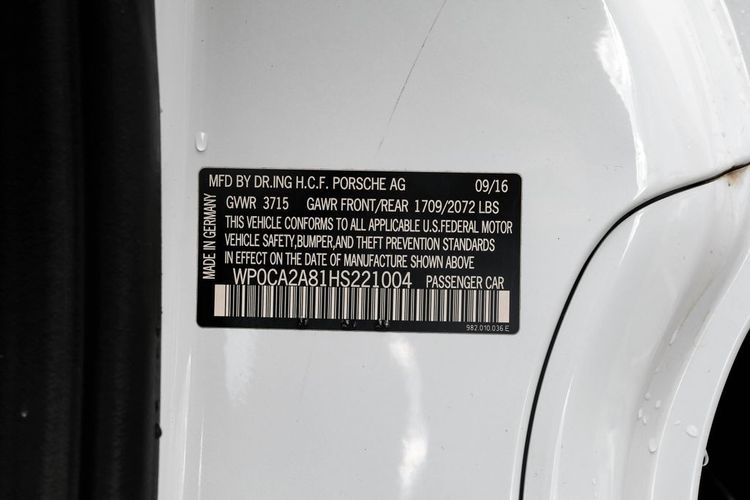 MFD BY DR.ING H.C.F. PORSCHE AG 09/16
GVWR 3715 GAWR FRONT/REAR 1709/2072 LBS
THIS VEHICLE CONFORMS TO ALL APPLICABLE U.S.FEDERAL MOTOR
VEHICLE SAFETY,BUMPER,AND THEFT PREVENTION STANDARDS
IN EFFECT ON THE DATE OF MANUFACTURE SHOWN ABOVE
WP0CA2A81HS221004 PASSENGER CAR
982.010.036 E
MADE IN GERMANY